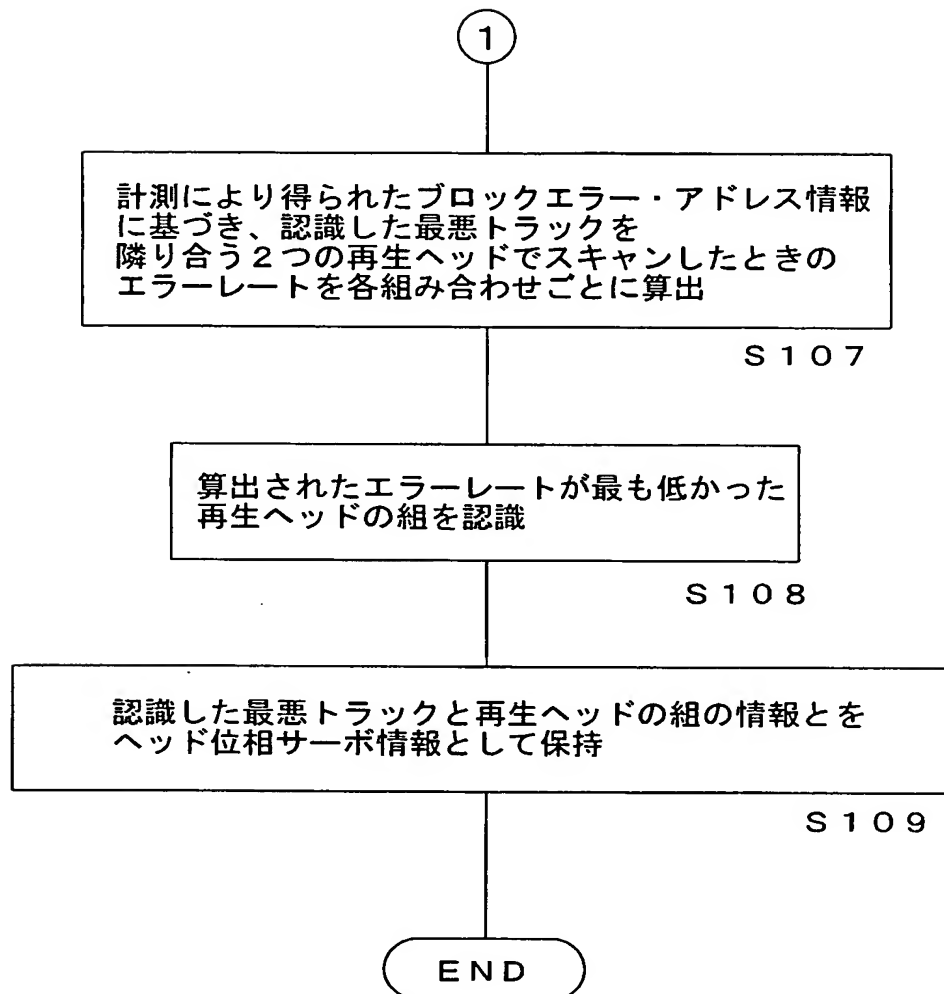 1
計測により得られたブロックエラー・アドレス情報
に基づき、認識した最悪トラックを
隣り合う２つの再生ヘッドでスキャンしたときの
エラーレートを各組み合わせごとに算出
Ｓ１０７
算出されたエラーレートが最も低かった
再生ヘッドの組を認識
Ｓ１０８
認識した最悪トラックと再生ヘッドの組の情報とを
ヘッド位相サーボ情報として保持
Ｓ１０９
ＥＮＤ